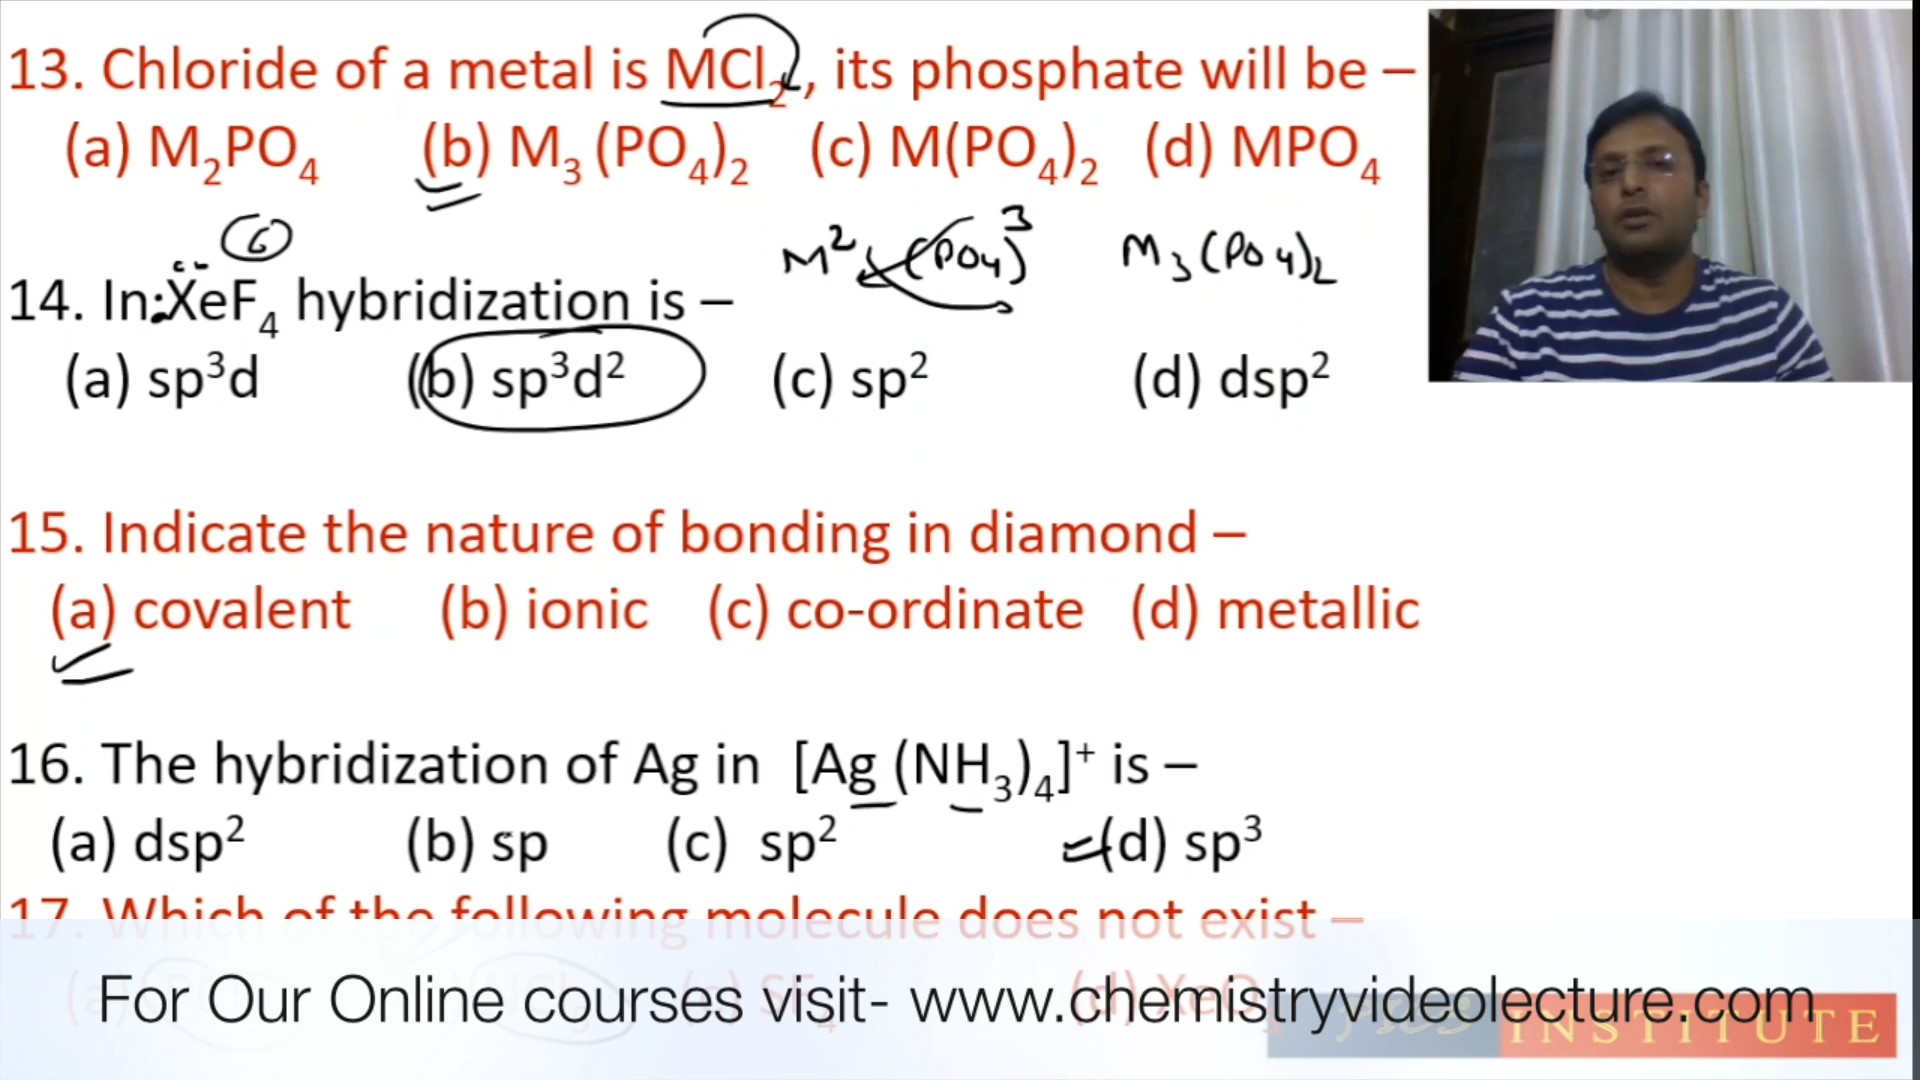 13. Chloride of a metal is MCl₂, its phosphate will be –
(a) M₂PO₄ (b) M₃ (PO₄)₂ (c) M(PO₄)₂ (d) MPO₄
6
M² (PO₄)³ M₃(PO₄)₂
14. In :XeF₄ hybridization is –
(a) sp³d (b) sp³d² (c) sp² (d) dsp²
15. Indicate the nature of bonding in diamond –
(a) covalent (b) ionic (c) co-ordinate (d) metallic
16. The hybridization of Ag in [Ag (NH₃)₄]⁺ is –
(a) dsp² (b) sp (c) sp² (d) sp³
17. Which of the following molecule does not exist –
(c) SF₄ (d)
For Our Online courses visit- www.chemistryvideolecture.com
INSTITUTE